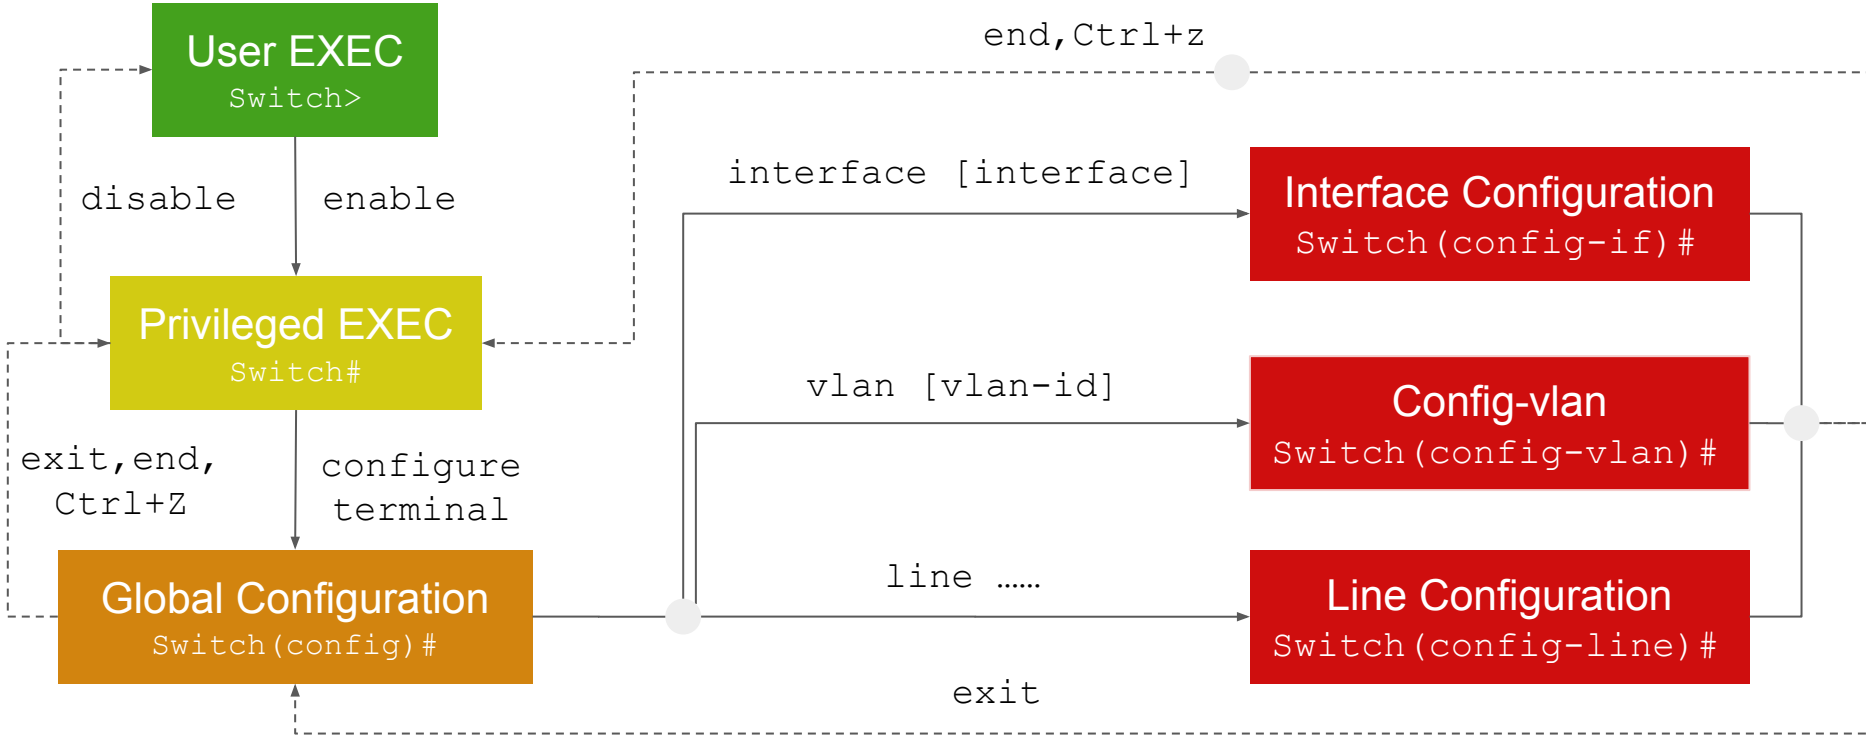 end,Ctrl+z
User EXEC
Switch>
disable
enable
interface [interface]
Interface Configuration
Switch(config-if)#
Privileged EXEC
Switch#
vlan [vlan-id]
Config-vlan
Switch(config-vlan)#
exit,end,
Ctrl+Z
configure
terminal
Global Configuration
Switch(config)#
line ……
Line Configuration
Switch(config-line)#
exit